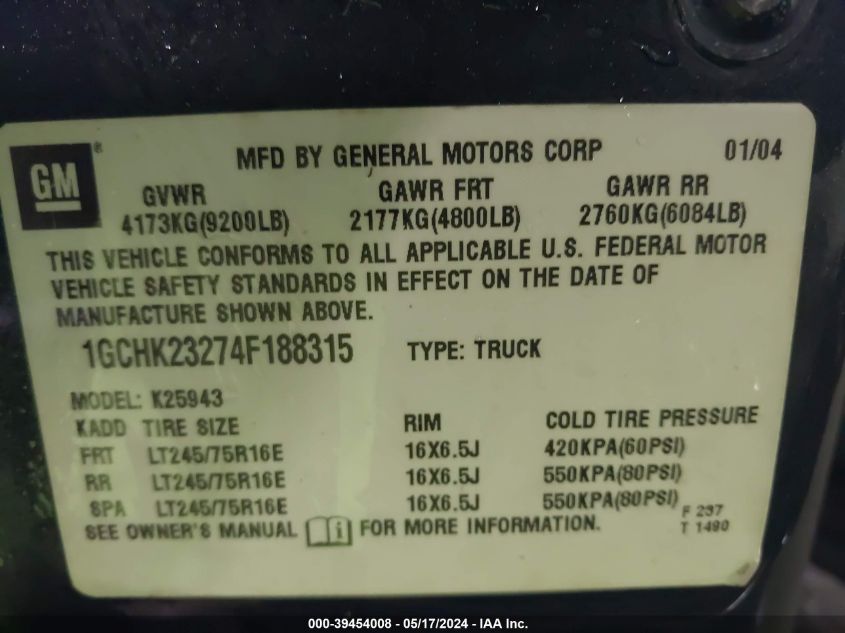 GM ®
MFD BY GENERAL MOTORS CORP 01/04
GVWR GAWR FRT GAWR RR
4173KG(9200LB) 2177KG(4800LB) 2760KG(6084LB)
THIS VEHICLE CONFORMS TO ALL APPLICABLE U.S. FEDERAL MOTOR
VEHICLE SAFETY STANDARDS IN EFFECT ON THE DATE OF
MANUFACTURE SHOWN ABOVE.
1GCHK23274F188315 TYPE: TRUCK
MODEL: K25943
KADD TIRE SIZE RIM COLD TIRE PRESSURE
FRT LT245/75R16E 16X6.5J 420KPA(60PSI)
RR LT245/75R16E 16X6.5J 550KPA(80PSI)
SPA LT245/75R16E 16X6.5J 550KPA(80PSI) F 237
SEE OWNER'S MANUAL i FOR MORE INFORMATION. T 1490
000-39454008 - 05/17/2024 - IAA Inc.